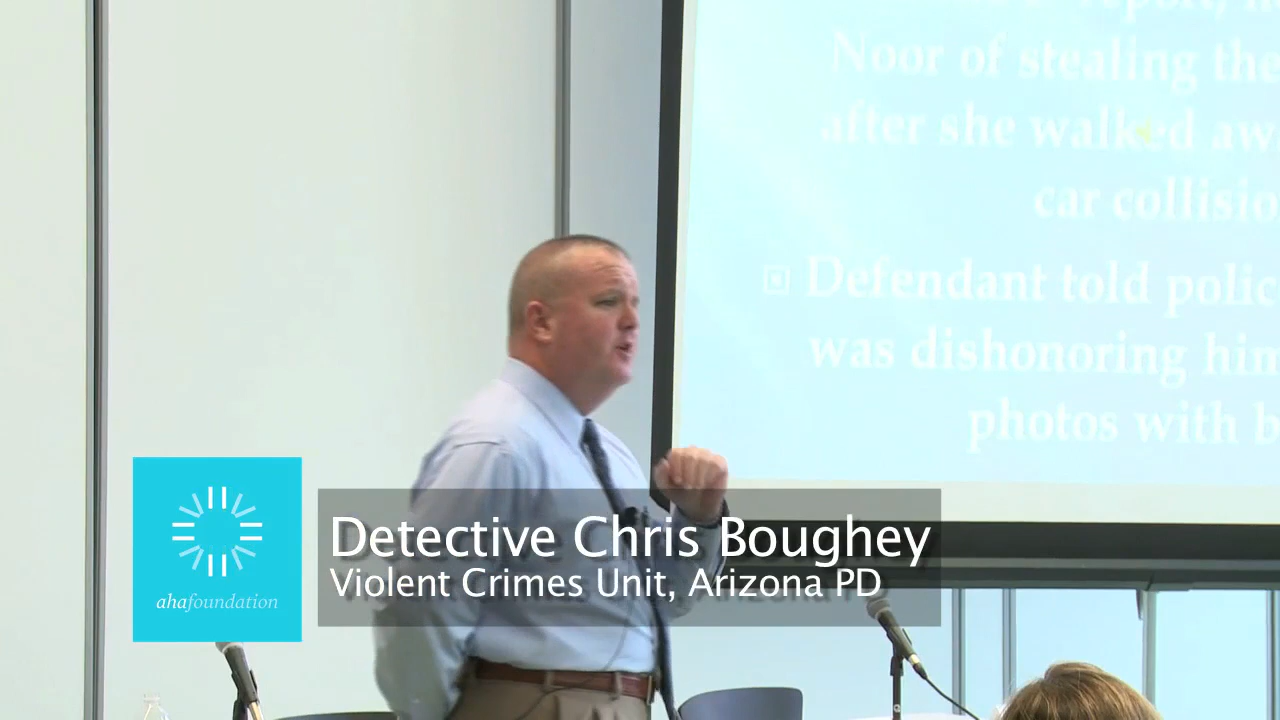 report,
Noor of stealing the
after she walked aw
car collisio
Defendant told polic
was dishonoring him
photos with b
Detective Chris Boughey
Violent Crimes Unit, Arizona PD
ahafoundation